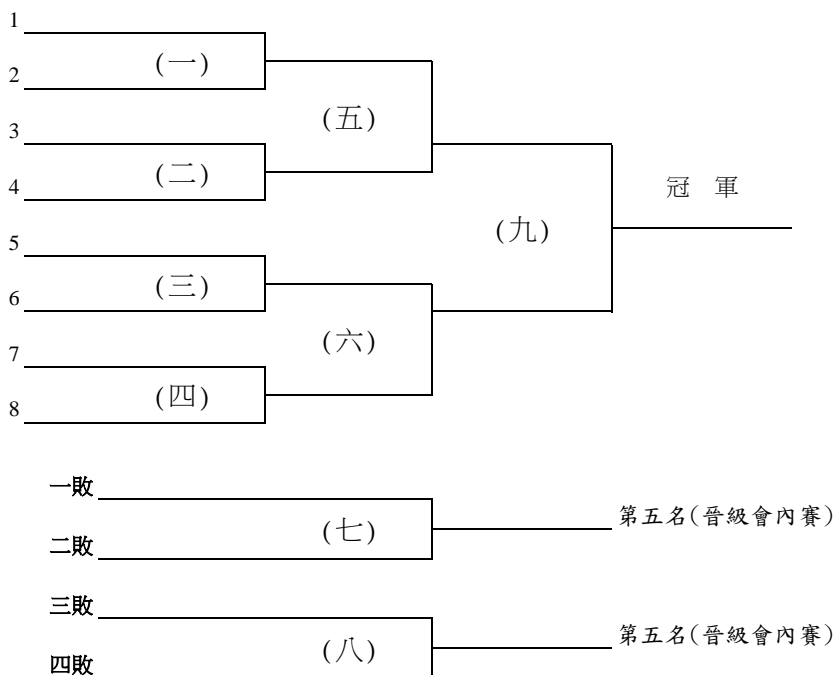 1
(一)
2
(五)
3
(二)
4
冠 軍
(九)
5
(三)
6
(六)
7
(四)
8
一敗
(七)
第五名(晉級會內賽)
二敗
三敗
(八)
第五名(晉級會內賽)
四敗